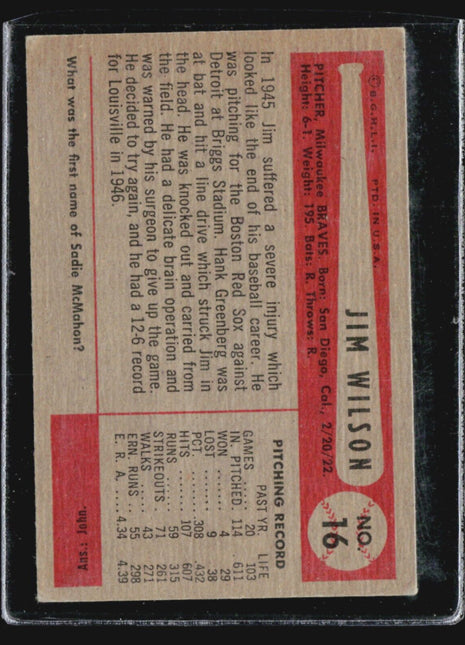 © B.G.H.L.I. PTD. IN U.S.A.
JIM WILSON
NO.
16
PITCHER, Milwaukee BRAVES. Born: San Diego, Cal., 2/20/22
Height: 6-1. Weight: 195. Bats: R. Throws: R.
In 1945 Jim suffered a severe injury which
looked like the end of his baseball career. He
was pitching for the Boston Red Sox against
Detroit at Briggs Stadium. Hank Greenberg was
at bat and hit a line drive which struck Jim in
the head. He was knocked out and carried from
the field. He had a delicate brain operation and
was warned by his surgeon to give up the game.
He decided to try again, and he had a 12-6 record
for Louisville in 1946.
PITCHING RECORD
PAST YR. LIFE
GAMES ..... 20 103
IN. PITCHED. 114 611
WON ....... 4 29
LOST ....... 9 38
PCT. ....... .308 .432
HITS ....... 107 607
RUNS ...... 59 315
STRIKEOUTS 71 261
WALKS .... 43 271
ERN. RUNS .. 55 298
E. R. A. .... 4.34 4.39
What was the first name of Sadie McMahon?
Ans.: John.